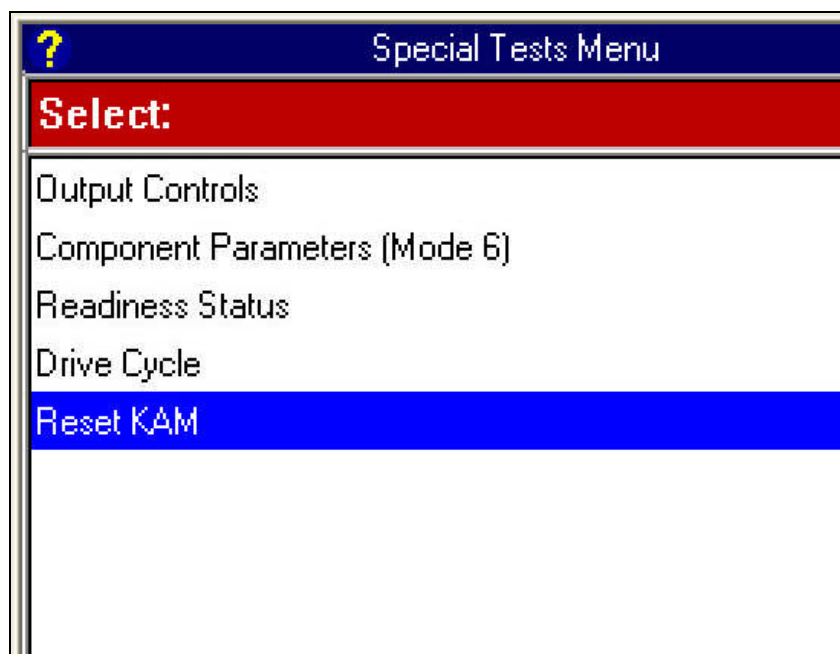 ? Special Tests Menu
Select:
Output Controls
Component Parameters (Mode 6)
Readiness Status
Drive Cycle
Reset KAM